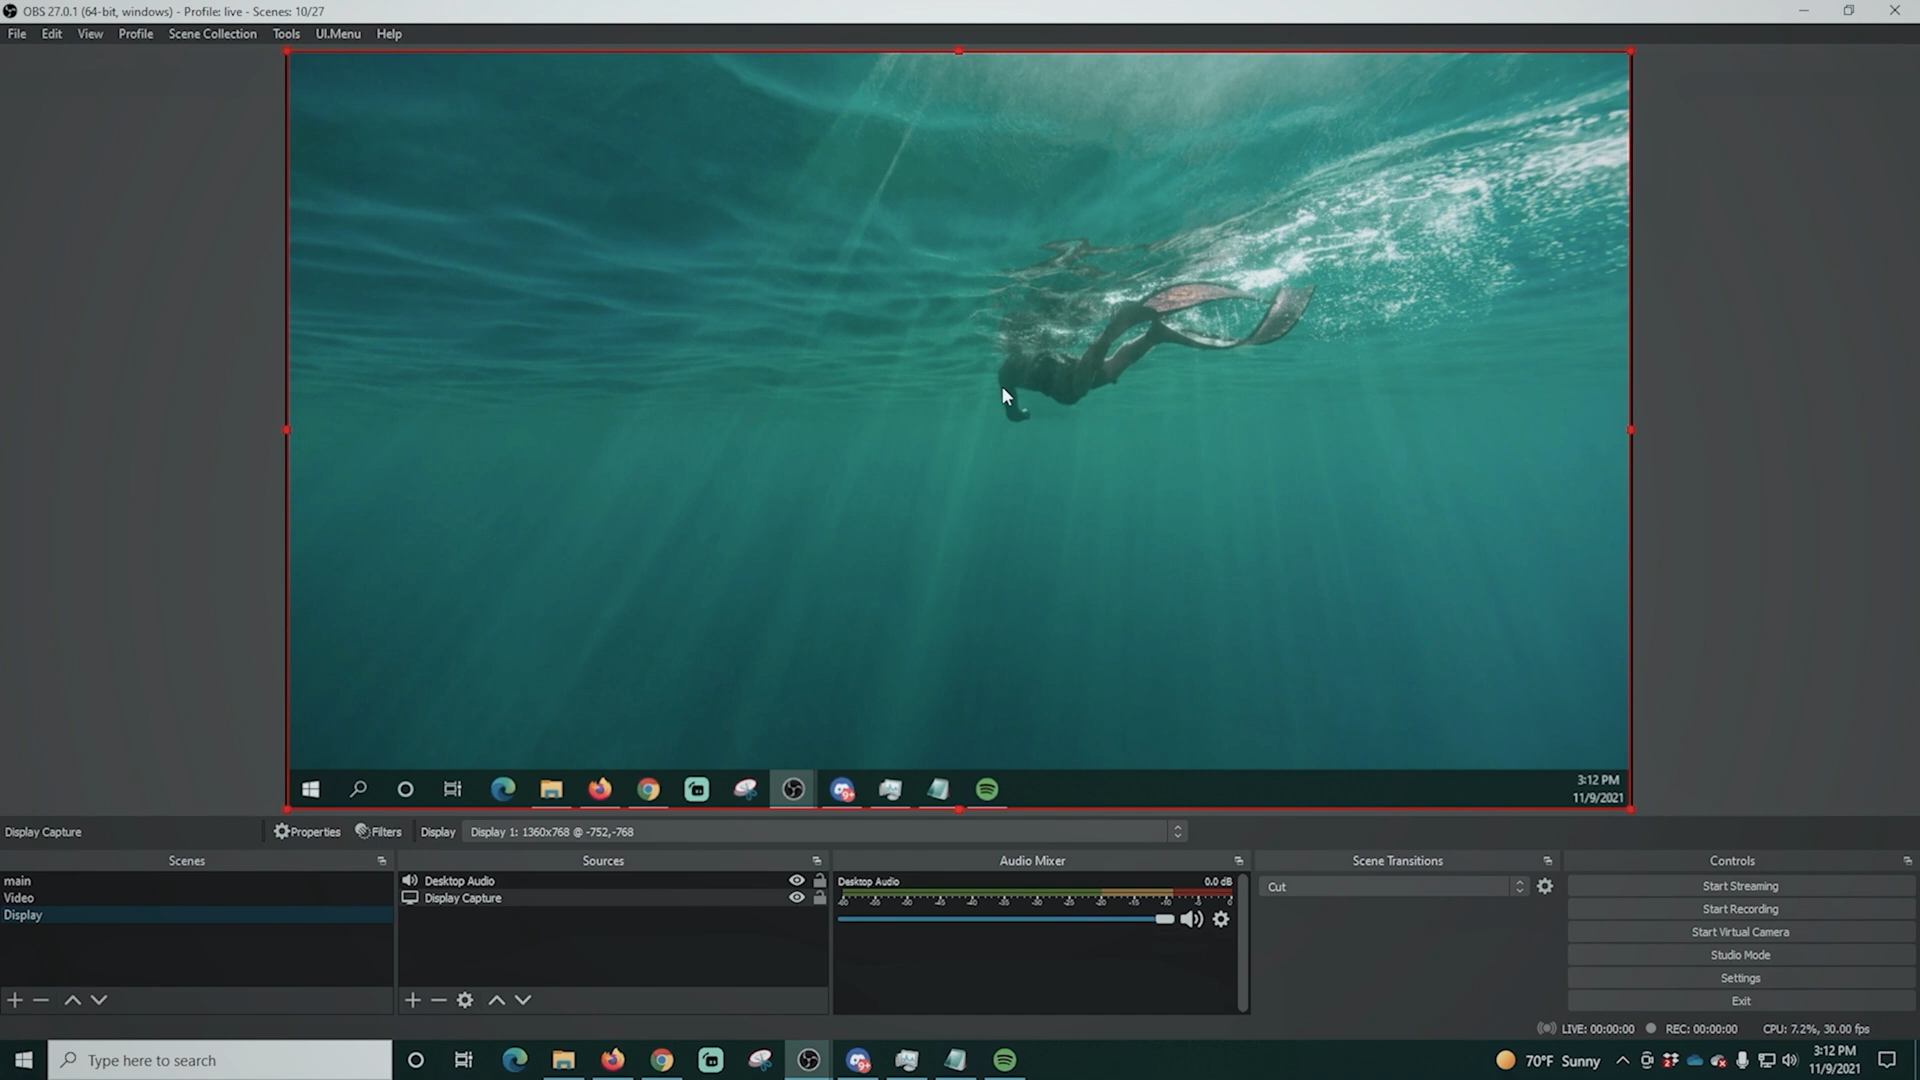 OBS 27.0.1 (64-bit, windows) - Profile: live - Scenes: 10/27
File Edit View Profile Scene Collection Tools UI.Menu Help
3:12 PM
11/9/2021
Display Capture Properties Filters Display Display 1: 1360x768 @ -752,-768
Scenes Sources Audio Mixer Scene Transitions Controls
main
Video
Display
Desktop Audio
Display Capture
Desktop Audio 0.0 dB
Cut
Start Streaming
Start Recording
Start Virtual Camera
Studio Mode
Settings
Exit
LIVE: 00:00:00 REC: 00:00:00 CPU: 7.2%, 30.00 fps
Type here to search
70°F Sunny
3:12 PM
11/9/2021